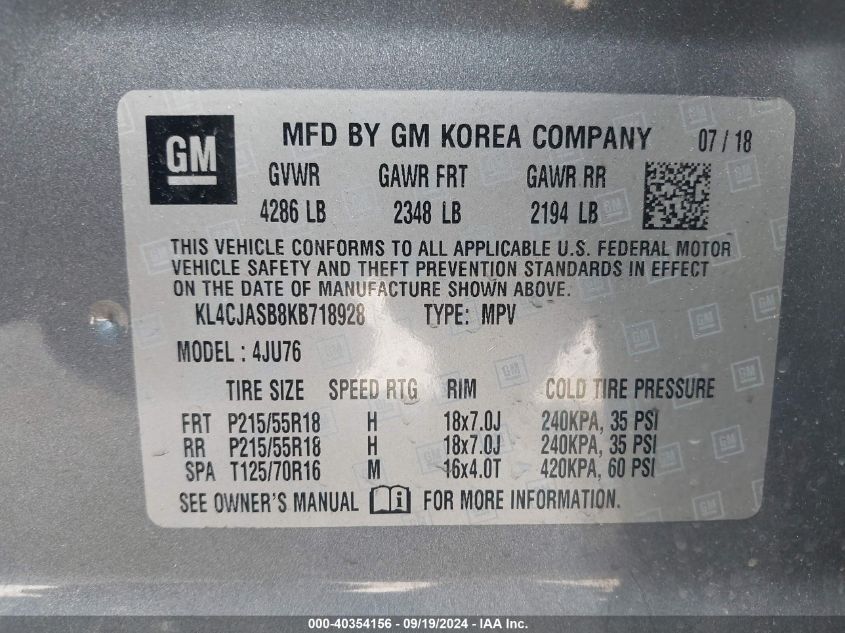 GM MFD BY GM KOREA COMPANY 07 / 18
GVWR GAWR FRT GAWR RR
4286 LB 2348 LB 2194 LB
THIS VEHICLE CONFORMS TO ALL APPLICABLE U.S. FEDERAL MOTOR
VEHICLE SAFETY AND THEFT PREVENTION STANDARDS IN EFFECT
ON THE DATE OF MANUFACTURE SHOWN ABOVE.
KL4CJASB8KB718928 TYPE: MPV
MODEL : 4JU76
TIRE SIZE SPEED RTG RIM COLD TIRE PRESSURE
FRT P215/55R18 H 18x7.0J 240KPA, 35 PSI
RR P215/55R18 H 18x7.0J 240KPA, 35 PSI
SPA T125/70R16 M 16x4.0T 420KPA, 60 PSI
SEE OWNER'S MANUAL i FOR MORE INFORMATION.
000-40354156 - 09/19/2024 - IAA Inc.